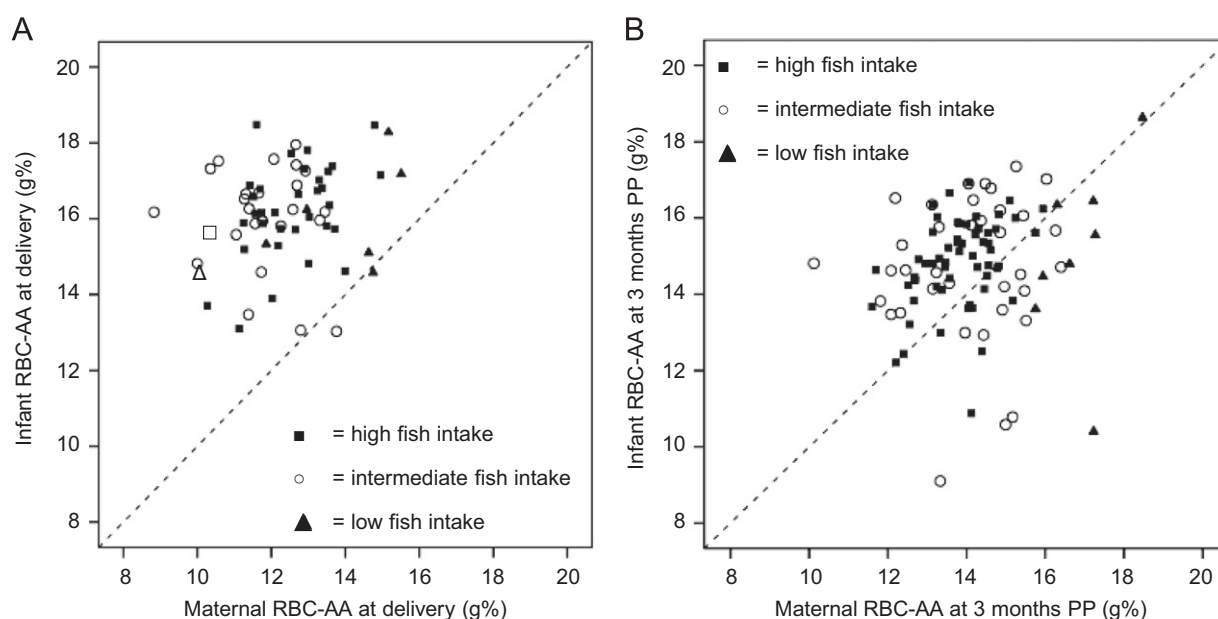 A
20
18
16
14
12
10
8
Infant RBC-AA at delivery (g%)
■ = high fish intake
○ = intermediate fish intake
▲ = low fish intake
8 10 12 14 16 18 20
Maternal RBC-AA at delivery (g%)
B
20
18
16
14
12
10
8
Infant RBC-AA at 3 months PP (g%)
■ = high fish intake
○ = intermediate fish intake
▲ = low fish intake
8 10 12 14 16 18 20
Maternal RBC-AA at 3 months PP (g%)